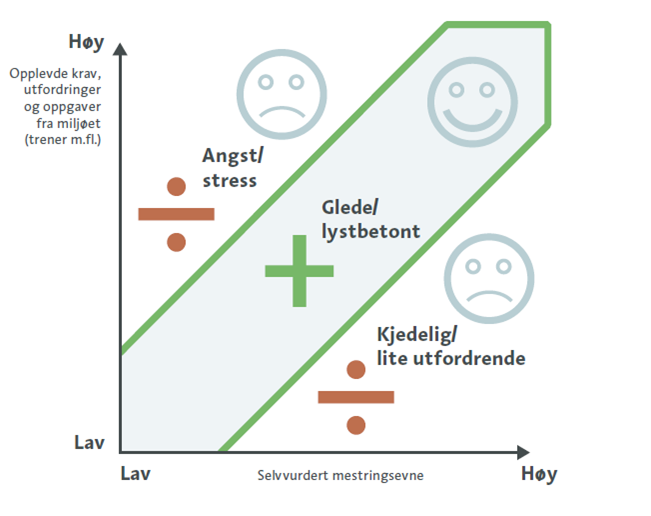 Høy
Opplevde krav,
utfordringer
og oppgaver
fra miljøet
(trener m.fl.)
Angst/
stress
Glede/
lystbetont
Kjedelig/
lite utfordrende
Lav
Lav
Selvvurdert mestringsevne
Høy